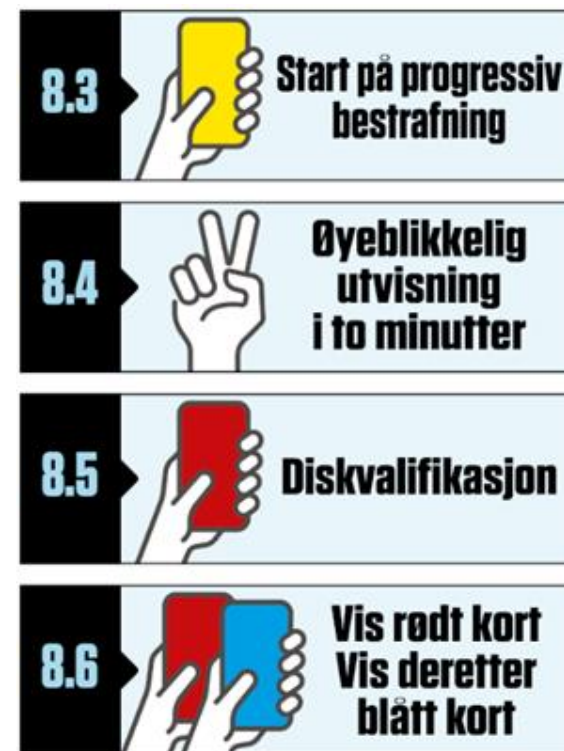 8.3
Start på progressiv
bestrafning
8.4
Øyeblikkelig
utvisning
i to minutter
8.5
Diskvalifikasjon
8.6
Vis rødt kort
Vis deretter
blått kort